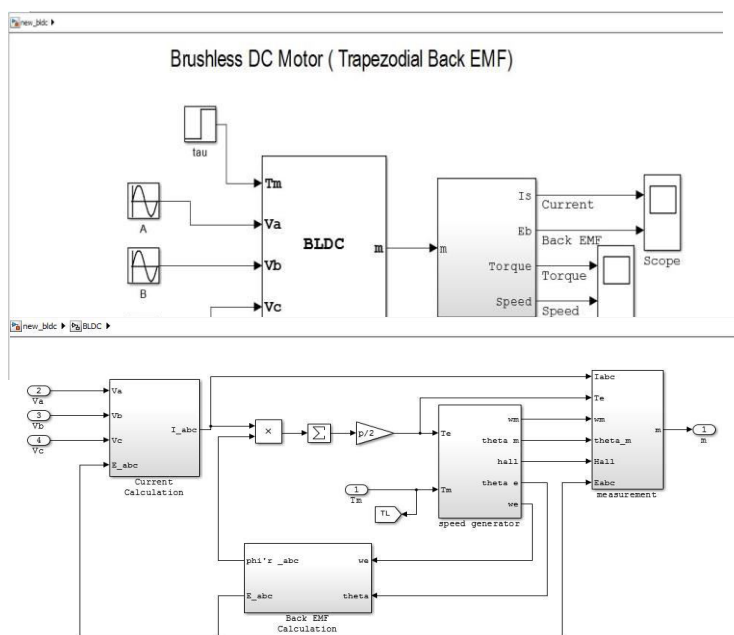 new_bldc
Brushless DC Motor ( Trapezodial Back EMF)
tau
Tm
A
Va
B
Vb
Vc
BLDC
m
m
Is
Current
Eb
Back EMF
Torque
Torque
Speed
Speed
Scope
new_bldc BLDC
2
Va
3
Vb
4
Vc
Va
Vb
Vc
E_abc
I_abc
Current
Calculation
×
Σ
p/2
1
Tm
TL
Te
Tm
wm
theta m
hall
theta e
we
speed generator
Iabc
Te
wm
theta_m
Hall
Eabc
m
measurement
1
m
phi'r _abc
we
E_abc
theta
Back EMF
Calculation